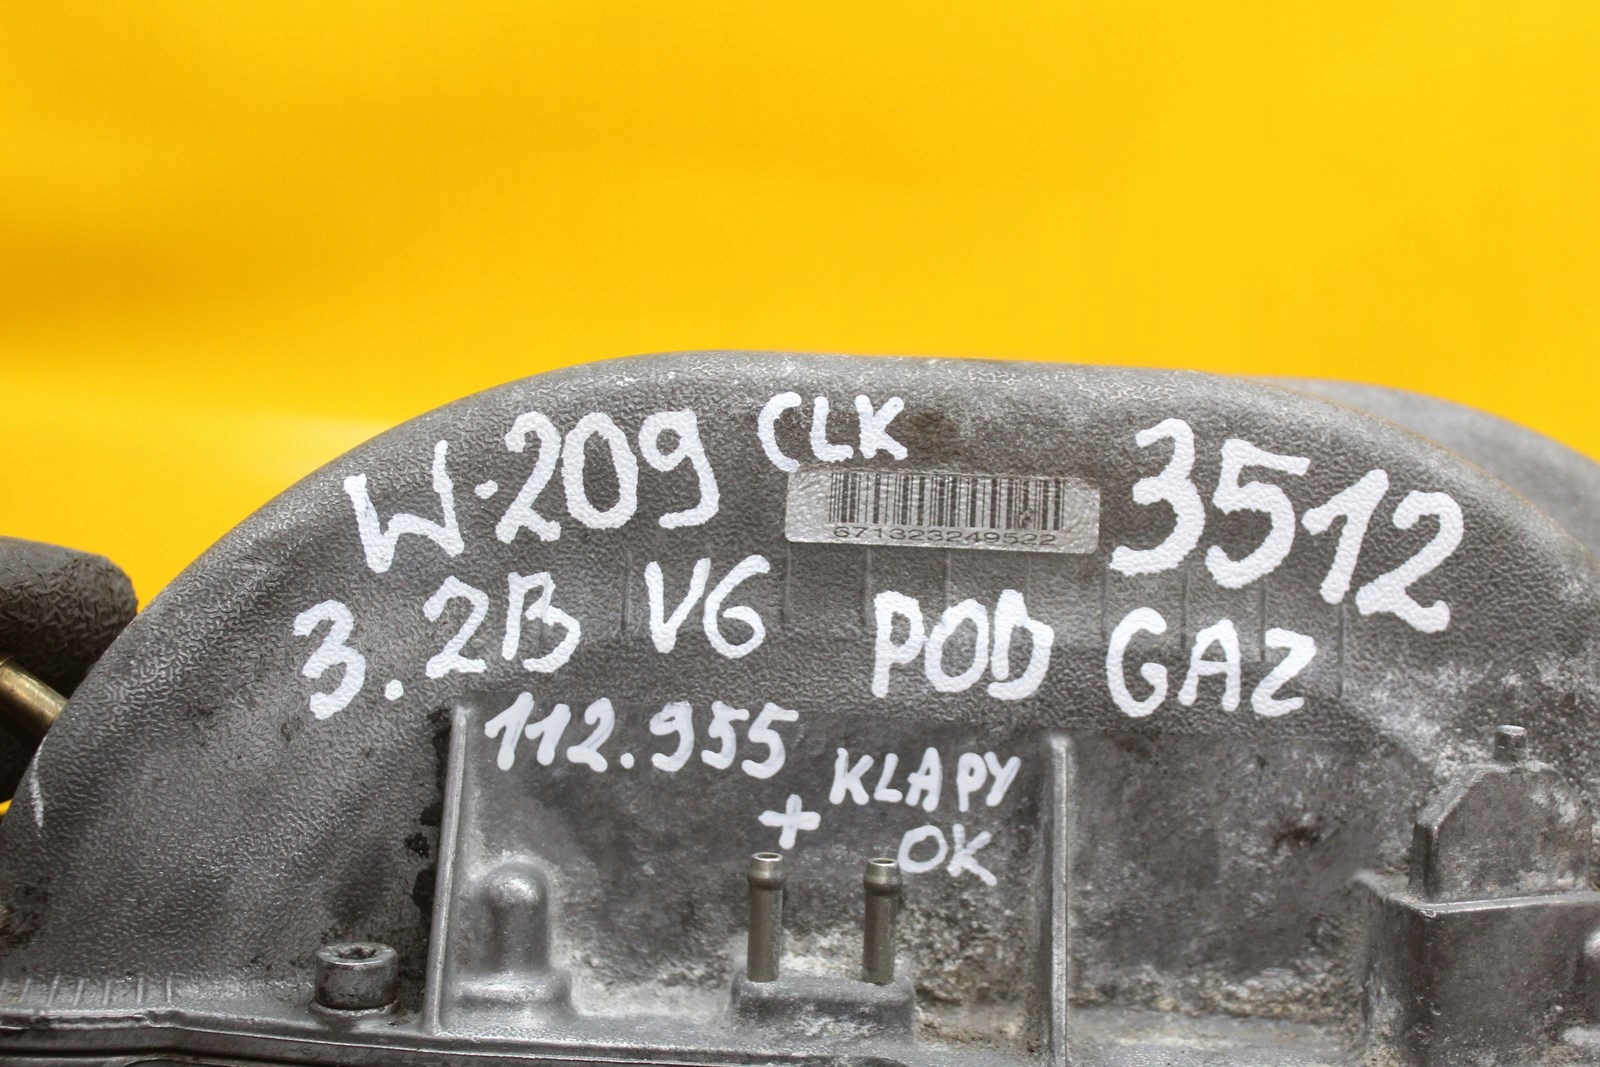 W.209 CLK
671323249522
3512
3.2B V6 POD GAZ
112.955
+ KLAPY
OK